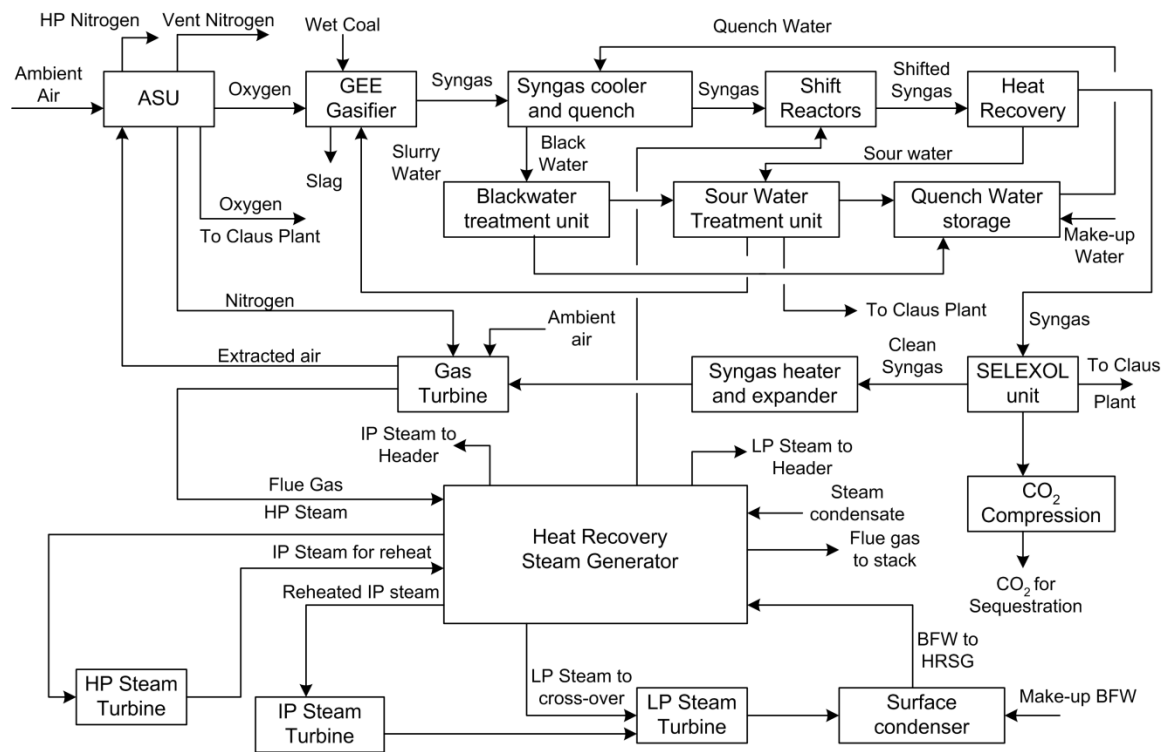 HP Nitrogen
Vent Nitrogen
Wet Coal
Quench Water
Ambient
Air
ASU
Oxygen
GEE
Gasifier
Syngas
Syngas cooler
and quench
Syngas
Shift
Reactors
Shifted
Syngas
Heat
Recovery
Slag
Slurry
Water
Black
Water
Sour water
Oxygen
To Claus Plant
Blackwater
treatment unit
Sour Water
Treatment unit
Quench Water
storage
Make-up
Water
Nitrogen
Ambient
air
To Claus Plant
Syngas
Extracted air
Gas
Turbine
Syngas heater
and expander
Clean
Syngas
SELEXOL
unit
To Claus
Plant
IP Steam to
Header
LP Steam to
Header
Flue Gas
HP Steam
Heat Recovery
Steam Generator
Steam
condensate
Flue gas
to stack
CO2
Compression
IP Steam for reheat
Reheated IP steam
CO2 for
Sequestration
BFW to
HRSG
HP Steam
Turbine
IP Steam
Turbine
LP Steam to
cross-over
LP Steam
Turbine
Surface
condenser
Make-up BFW